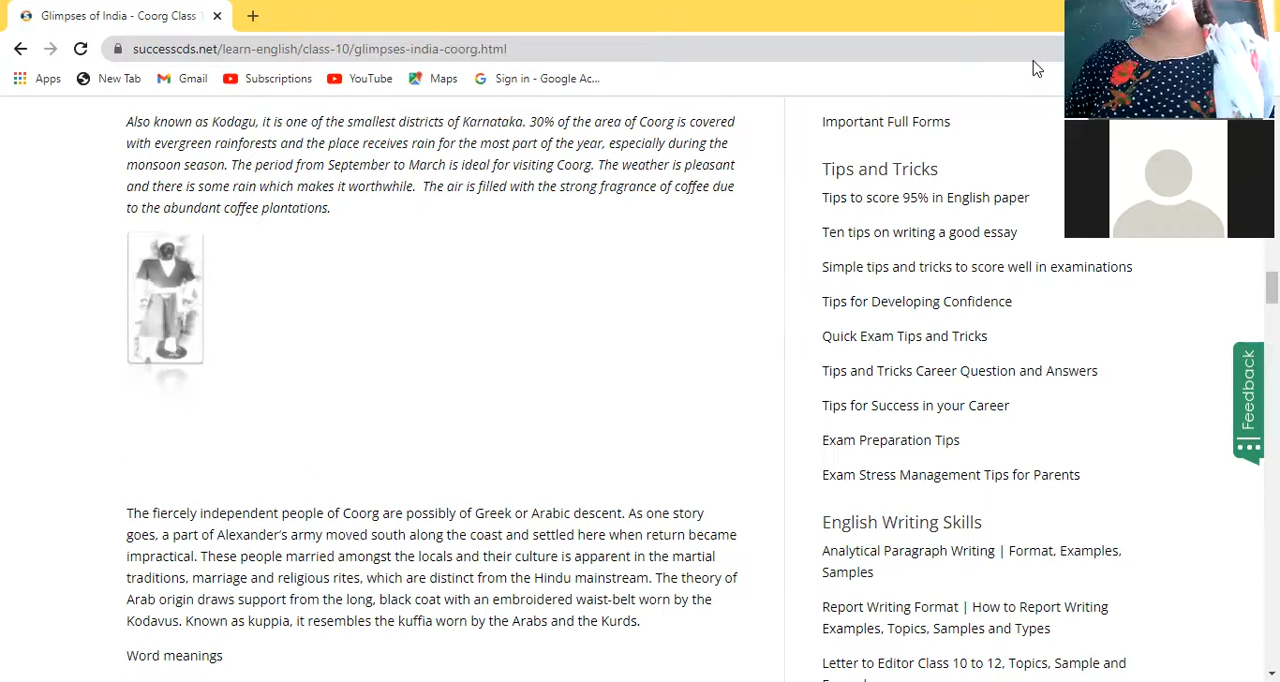 Glimpses of India - Coorg Class
successcds.net/learn-english/class-10/glimpses-india-coorg.html
Apps New Tab Gmail Subscriptions YouTube Maps Sign in - Google Ac...
Also known as Kodagu, it is one of the smallest districts of Karnataka. 30% of the area of Coorg is covered
with evergreen rainforests and the place receives rain for the most part of the year, especially during the
monsoon season. The period from September to March is ideal for visiting Coorg. The weather is pleasant
and there is some rain which makes it worthwhile. The air is filled with the strong fragrance of coffee due
to the abundant coffee plantations.
The fiercely independent people of Coorg are possibly of Greek or Arabic descent. As one story
goes, a part of Alexander's army moved south along the coast and settled here when return became
impractical. These people married amongst the locals and their culture is apparent in the martial
traditions, marriage and religious rites, which are distinct from the Hindu mainstream. The theory of
Arab origin draws support from the long, black coat with an embroidered waist-belt worn by the
Kodavus. Known as kuppia, it resembles the kuffia worn by the Arabs and the Kurds.
Word meanings
Important Full Forms
Tips and Tricks
Tips to score 95% in English paper
Ten tips on writing a good essay
Simple tips and tricks to score well in examinations
Tips for Developing Confidence
Quick Exam Tips and Tricks
Tips and Tricks Career Question and Answers
Tips for Success in your Career
Exam Preparation Tips
Exam Stress Management Tips for Parents
English Writing Skills
Analytical Paragraph Writing | Format, Examples,
Samples
Report Writing Format | How to Report Writing
Examples, Topics, Samples and Types
Letter to Editor Class 10 to 12, Topics, Sample and
Feedback